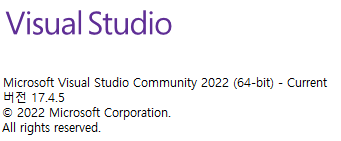 Visual Studio
Microsoft Visual Studio Community 2022 (64-bit) - Current
버전 17.4.5
© 2022 Microsoft Corporation.
All rights reserved.